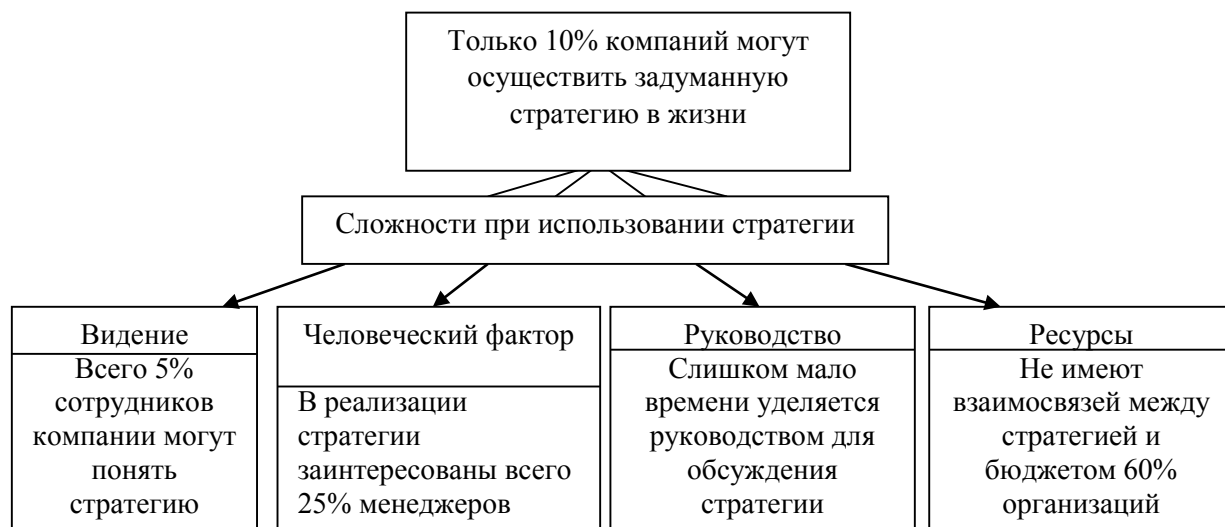 Только 10% компаний могут
осуществить задуманную
стратегию в жизни
Сложности при использовании стратегии
Видение
Всего 5%
сотрудников
компании могут
понять
стратегию
Человеческий фактор
В реализации
стратегии
заинтересованы всего
25% менеджеров
Руководство
Слишком мало
времени уделяется
руководством для
обсуждения
стратегии
Ресурсы
Не имеют
взаимосвязей между
стратегией и
бюджетом 60%
организаций